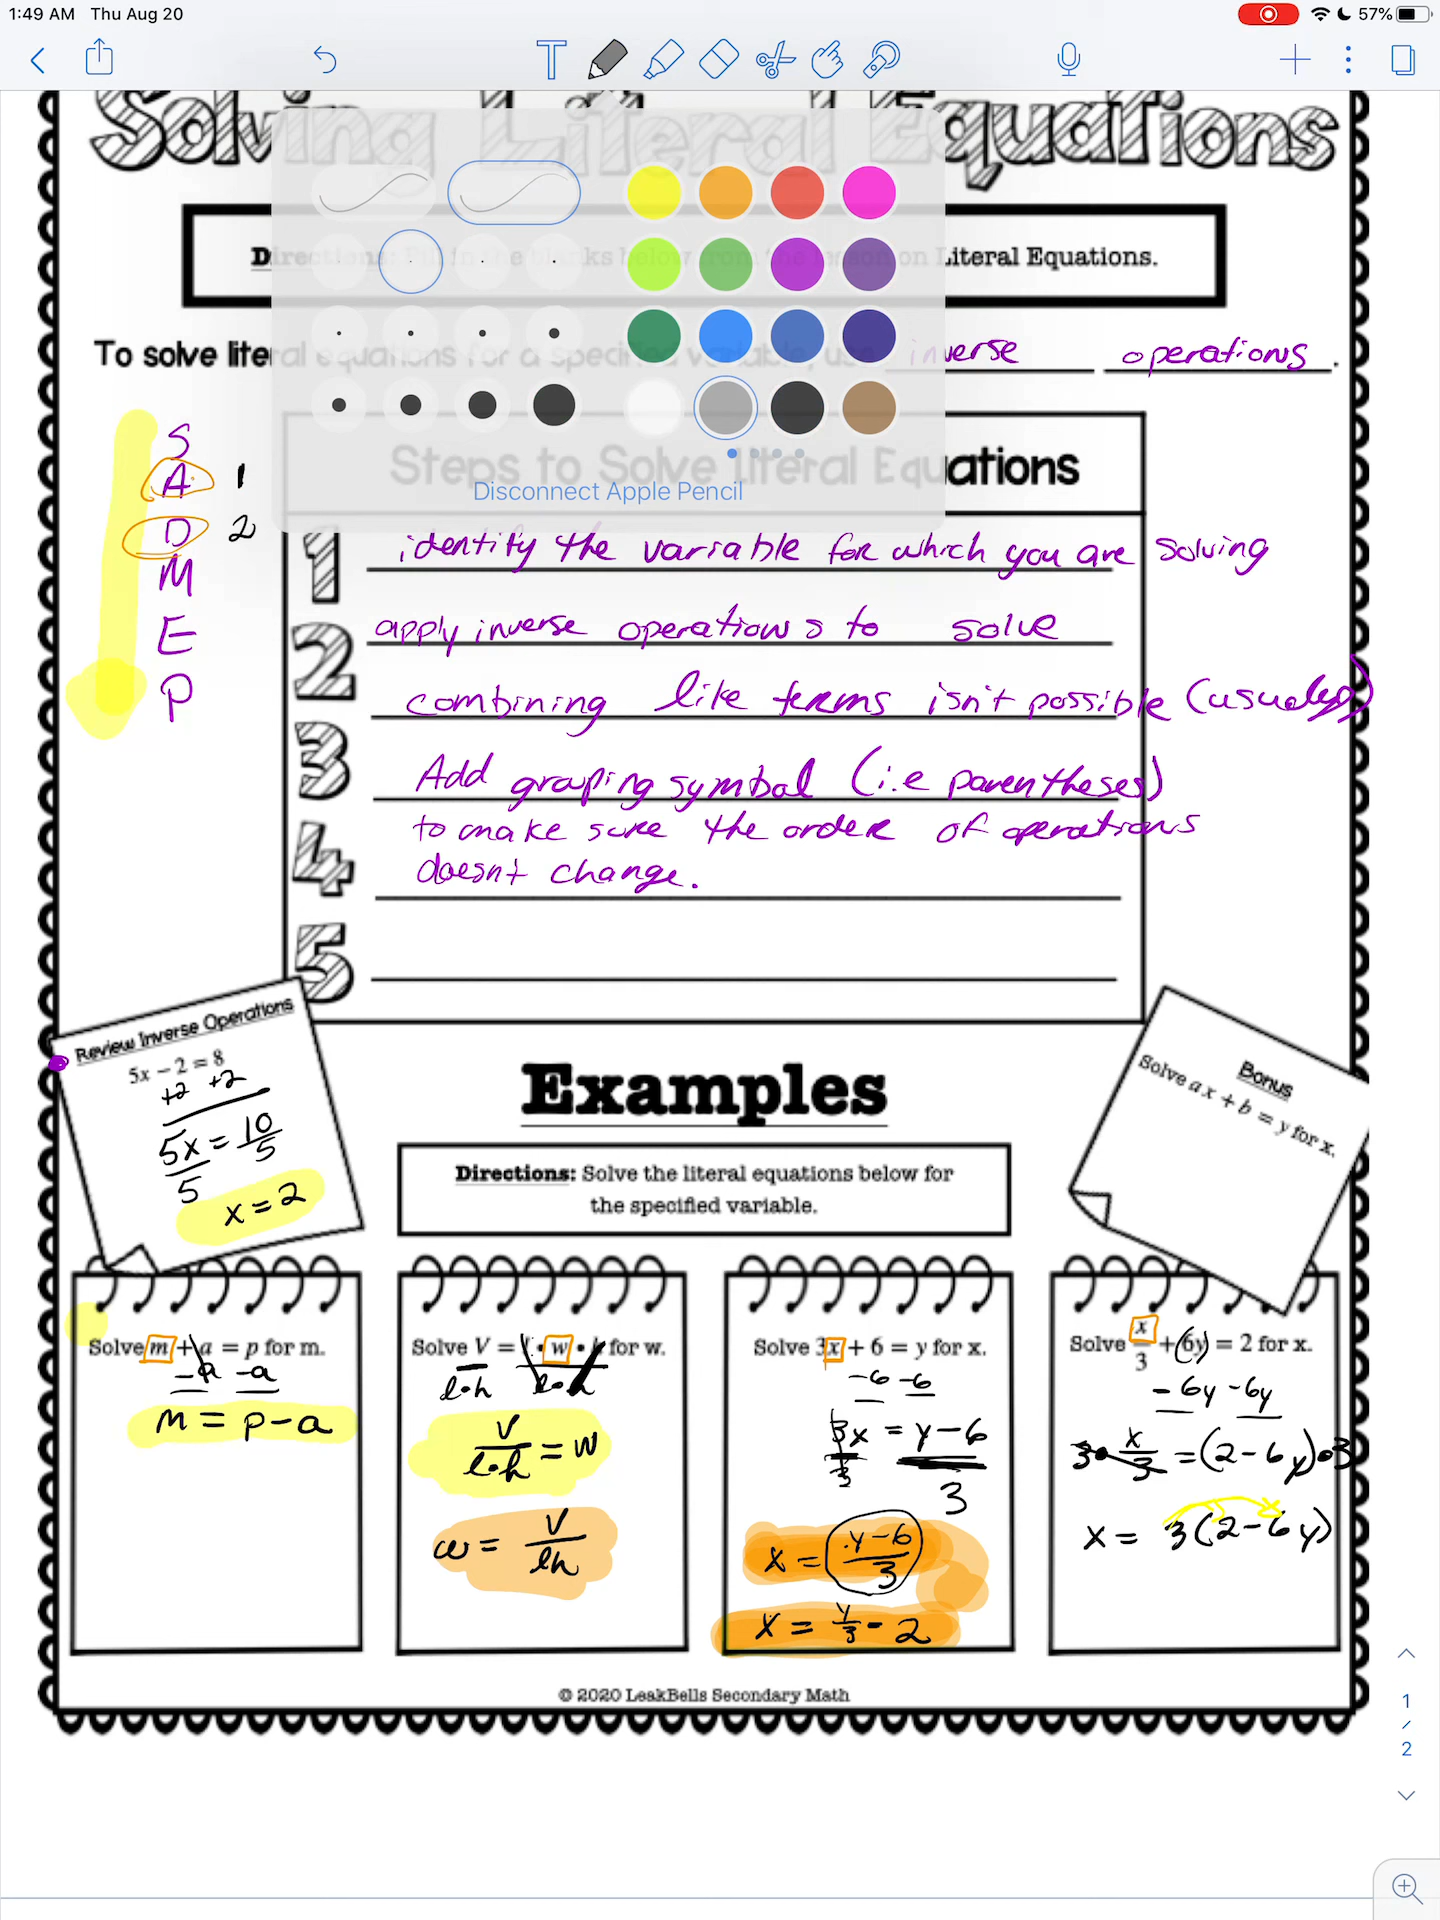 1:49 AM Thu Aug 20
57%
Solving Literal Equations
Directions: Fill in the blanks below from the lesson on Literal Equations.
To solve literal equations for a specified variable, use inverse operations.
S
A 1
D 2
M
E
P
Steps to Solve Literal Equations
Disconnect Apple Pencil
1 identify the variable for which you are solving
2 apply inverse operations to solve
combining like terms isn't possible (usually)
3 Add grouping symbol (i.e parentheses)
to make sure the order of operations
4 doesnt change.
5
Review Inverse Operations
5x – 2 = 8
+2 +2
5x = 10
5 5
x = 2
Examples
Directions: Solve the literal equations below for
the specified variable.
Bonus
Solve ax + b = y for x.
Solve m + a = p for m.
-a -a
m = p-a
Solve V = l • w • h for w.
l•h l•h
V/l•h = w
w = V/lh
Solve 3x + 6 = y for x.
-6 -6
3x = y-6
3 3
x = y-6/3
x = y/3 - 2
Solve x/3 + (6y) = 2 for x.
-6y -6y
3• x/3 = (2-6y)•3
x = 3(2-6y)
© 2020 LeakBells Secondary Math
1
/
2